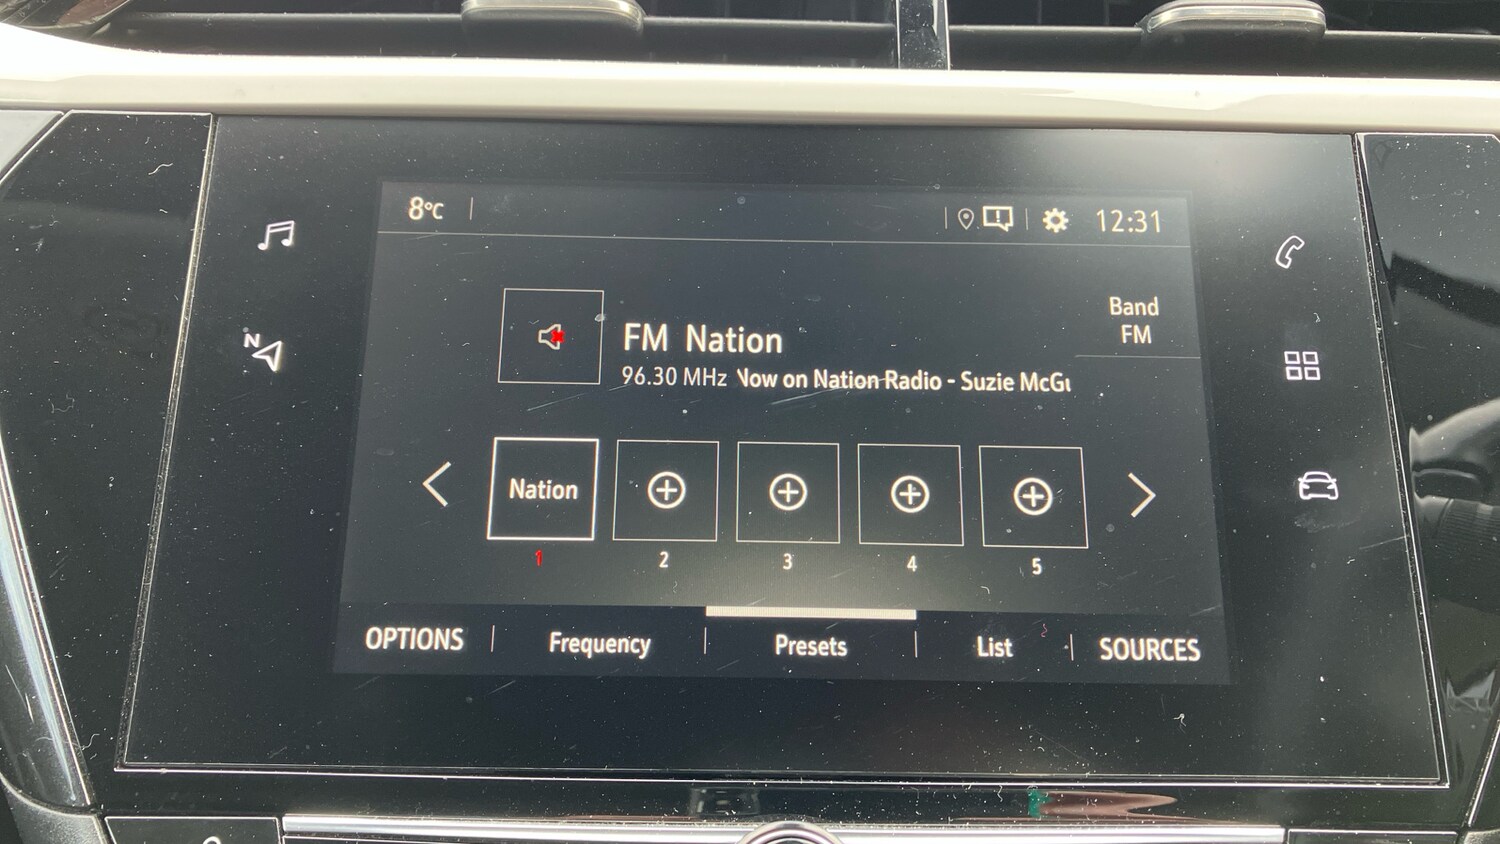 8°C
12:31
Band
FM
FM Nation
96.30 MHz Now on Nation Radio - Suzie McGu
N
Nation
1 2 3 4 5
OPTIONS Frequency Presets List SOURCES